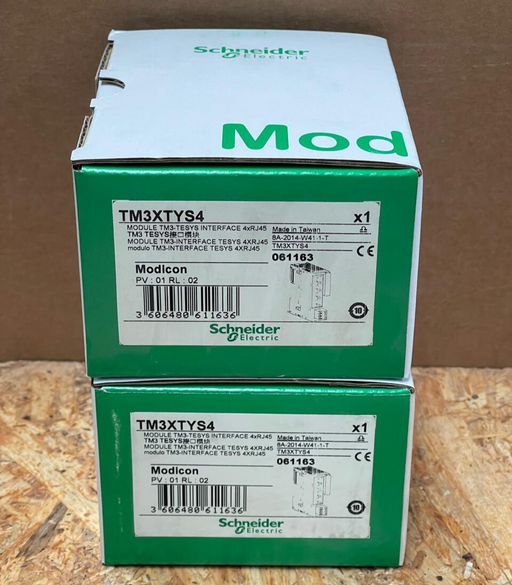 Schneider
Electric
Mod
TM3XTYS4 x1
MODULE TM3-TESYS INTERFACE 4xRJ45 Made in Taiwan
TM3 TESYS接口模块 8A-2014-W41-1-T
MODULE TM3-INTERFACE TESYS 4XRJ45 TM3XTYS4
modulo TM3-INTERFACE TESYS 4XRJ45
061163 CE
Modicon
PV : 01 RL : 02
10
3 606480 611636
Schneider
Electric
TM3XTYS4 x1
MODULE TM3-TESYS INTERFACE 4xRJ45 Made in Taiwan
TM3 TESYS接口模块 8A-2014-W41-1-T
MODULE TM3-INTERFACE TESYS 4XRJ45 TM3XTYS4
modulo TM3-INTERFACE TESYS 4XRJ45
061163 CE
Modicon
PV : 01 RL : 02
10
3 606480 611636
Schneider
Electric